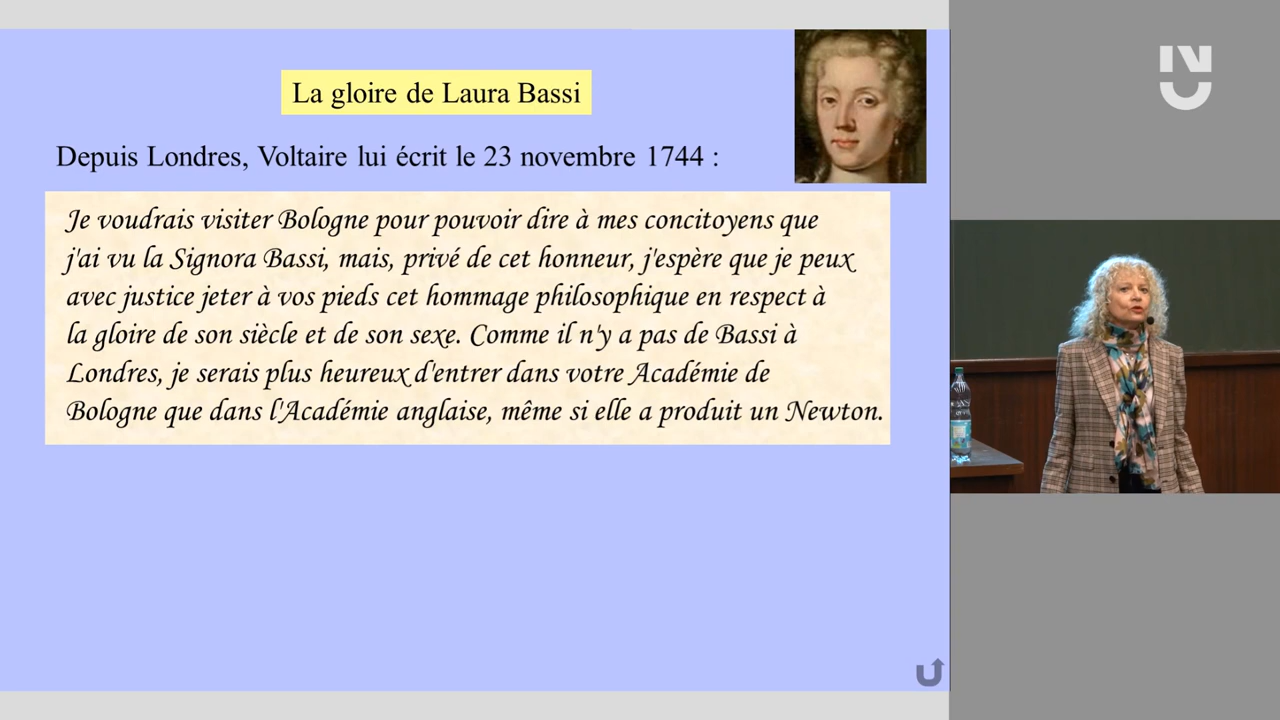 La gloire de Laura Bassi
Depuis Londres, Voltaire lui écrit le 23 novembre 1744 :
Je voudrais visiter Bologne pour pouvoir dire à mes concitoyens que
j'ai vu la Signora Bassi, mais, privé de cet honneur, j'espère que je peux
avec justice jeter à vos pieds cet hommage philosophique en respect à
la gloire de son siècle et de son sexe. Comme il n'y a pas de Bassi à
Londres, je serais plus heureux d'entrer dans votre Académie de
Bologne que dans l'Académie anglaise, même si elle a produit un Newton.